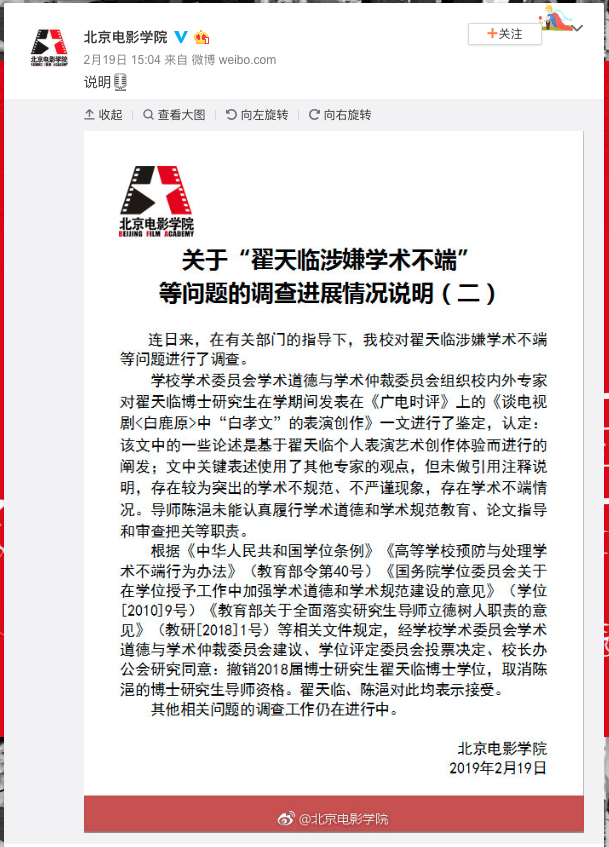 北京电影学院
北京电影学院
2月19日 15:04 来自 微博 weibo.com
+关注
说明
收起
查看大图
向左旋转
向右旋转
北京电影学院
BEIJING FILM ACADEMY
关于“翟天临涉嫌学术不端”
等问题的调查进展情况说明（二）
连日来，在有关部门的指导下，我校对翟天临涉嫌学术不端
等问题进行了调查。
学校学术委员会学术道德与学术仲裁委员会组织校内外专家
对翟天临博士研究生在学期间发表在《广电时评》上的《谈电视
剧<白鹿原>中“白孝文”的表演创作》一文进行了鉴定，认定：
该文中的一些论述是基于翟天临个人表演艺术创作体验而进行的
阐发；文中关键表述使用了其他专家的观点，但未做引用注释说
明，存在较为突出的学术不规范、不严谨现象，存在学术不端情
况。导师陈浥未能认真履行学术道德和学术规范教育、论文指导
和审查把关等职责。
根据《中华人民共和国学位条例》《高等学校预防与处理学
术不端行为办法》（教育部令第40号）《国务院学位委员会关于
在学位授予工作中加强学术道德和学术规范建设的意见》（学位
[2010]9号）《教育部关于全面落实研究生导师立德树人职责的意
见》（教研[2018]1号）等相关文件规定，经学校学术委员会学术
道德与学术仲裁委员会建议、学位评定委员会投票决定、校长办
公会研究同意：撤销2018届博士研究生翟天临博士学位，取消陈
浥的博士研究生导师资格。翟天临、陈浥对此均表示接受。
其他相关问题的调查工作仍在进行中。
北京电影学院
2019年2月19日
@北京电影学院